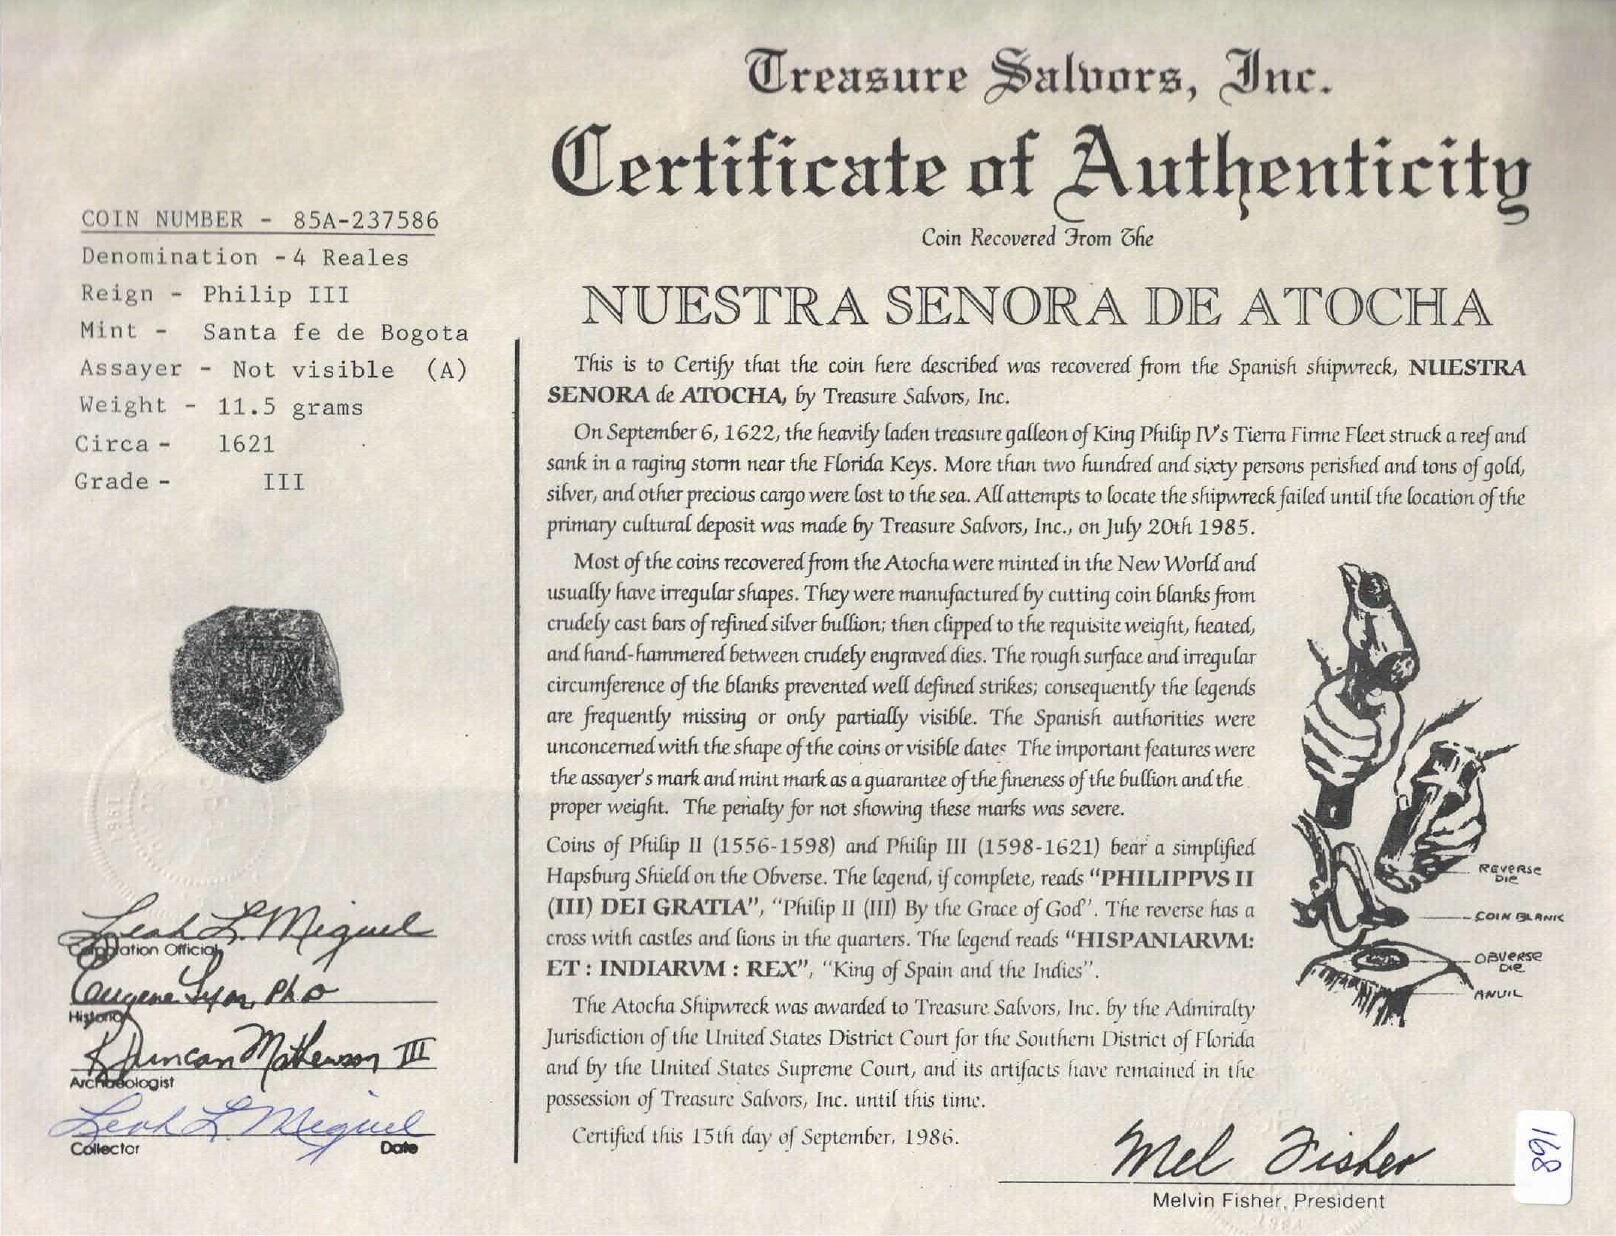 Treasure Salvors, Inc.
Certificate of Authenticity
Coin Recovered From The
NUESTRA SENORA DE ATOCHA
COIN NUMBER - 85A-237586
Denomination - 4 Reales
Reign - Philip III
Mint - Santa fe de Bogota
Assayer - Not visible (A)
Weight - 11.5 grams
Circa - 1621
Grade - III
This is to Certify that the coin here described was recovered from the Spanish shipwreck, NUESTRA
SENORA de ATOCHA, by Treasure Salvors, Inc.
On September 6, 1622, the heavily laden treasure galleon of King Philip IV's Tierra Firme Fleet struck a reef and
sank in a raging storm near the Florida Keys. More than two hundred and sixty persons perished and tons of gold,
silver, and other precious cargo were lost to the sea. All attempts to locate the shipwreck failed until the location of the
primary cultural deposit was made by Treasure Salvors, Inc., on July 20th 1985.
Most of the coins recovered from the Atocha were minted in the New World and
usually have irregular shapes. They were manufactured by cutting coin blanks from
crudely cast bars of refined silver bullion; then clipped to the requisite weight, heated,
and hand-hammered between crudely engraved dies. The rough surface and irregular
circumference of the blanks prevented well defined strikes; consequently the legends
are frequently missing or only partially visible. The Spanish authorities were
unconcerned with the shape of the coins or visible dates The important features were
the assayer's mark and mint mark as a guarantee of the fineness of the bullion and the
proper weight. The penalty for not showing these marks was severe.
Coins of Philip II (1556-1598) and Philip III (1598-1621) bear a simplified
Hapsburg Shield on the Obverse. The legend, if complete, reads "PHILIPPVS II
(III) DEI GRATIA", "Philip II (III) By the Grace of God". The reverse has a
cross with castles and lions in the quarters. The legend reads "HISPANIARVM:
ET : INDIARVM : REX", "King of Spain and the Indies".
The Atocha Shipwreck was awarded to Treasure Salvors, Inc. by the Admiralty
Jurisdiction of the United States District Court for the Southern District of Florida
and by the United States Supreme Court, and its artifacts have remained in the
possession of Treasure Salvors, Inc. until this time.
Certified this 15th day of September, 1986.
REVERSE
DIE
COIN BLANK
OBVERSE
DIE
ANVIL
Leah L. Miguel
Corporation Official
Eugene Lyon, PhD
Historian
R Duncan Mathewson III
Archaeologist
Leah L. Miguel
Collector Date
Mel Fisher
Melvin Fisher, President
168